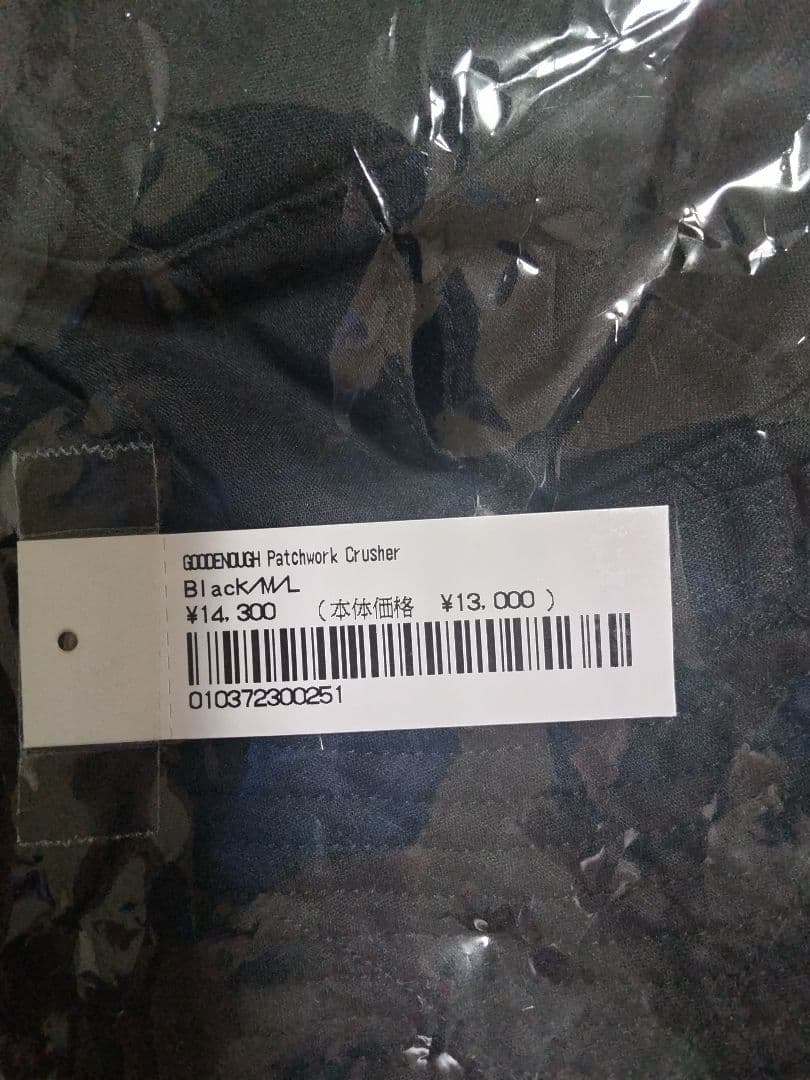 GOODENOUGH Patchwork Crusher
Black/M/L
¥14,300 (本体価格 ¥13,000)
010372300251